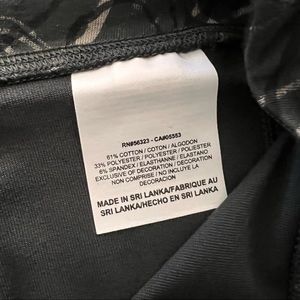 RN#56323 - CA#05553
61% COTTON / COTON / ALGODON
33% POLYESTER / POLYESTER / POLIESTER
6% SPANDEX / ELASTHANNE / ELASTANO
EXCLUSIVE OF DECORATION / ELEGANCE
NON COMPRISE / NO INCLUYE LA
DECORACION
MADE IN SRI LANKA/FABRIQUE AU
SRI LANKA/HECHO EN SRI LANKA